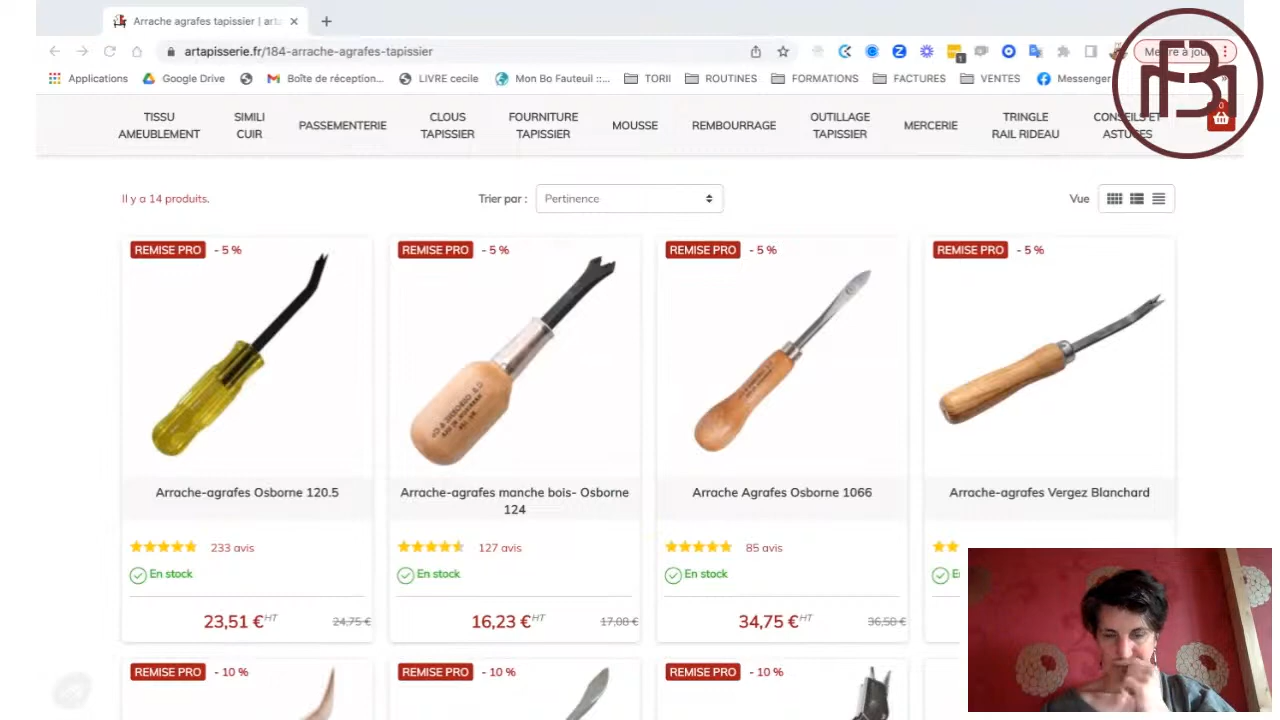 Arrache agrafes tapissier | arta
artapisserie.fr/184-arrache-agrafes-tapissier
Applications Google Drive Boîte de réception... LIVRE cecile Mon Bo Fauteuil ::... TORII ROUTINES FORMATIONS FACTURES VENTES Messenger »
TISSU AMEUBLEMENT
SIMILI CUIR
PASSEMENTERIE
CLOUS TAPISSIER
FOURNITURE TAPISSIER
MOUSSE
REMBOURRAGE
OUTILLAGE TAPISSIER
MERCERIE
TRINGLE RAIL RIDEAU
CONSEILS ET ASTUCES
0
Il y a 14 produits.
Trier par : Pertinence
Vue
REMISE PRO - 5 % REMISE PRO - 5 % REMISE PRO - 5 % REMISE PRO - 5 %
Arrache-agrafes Osborne 120.5
Arrache-agrafes manche bois- Osborne
124
Arrache Agrafes Osborne 1066
Arrache-agrafes Vergez Blanchard
233 avis 127 avis 85 avis
En stock En stock En stock
23,51 €HT 24,75 € 16,23 €HT 17,08 € 34,75 €HT 36,58 €
REMISE PRO - 10 % REMISE PRO - 10 % REMISE PRO - 10 %